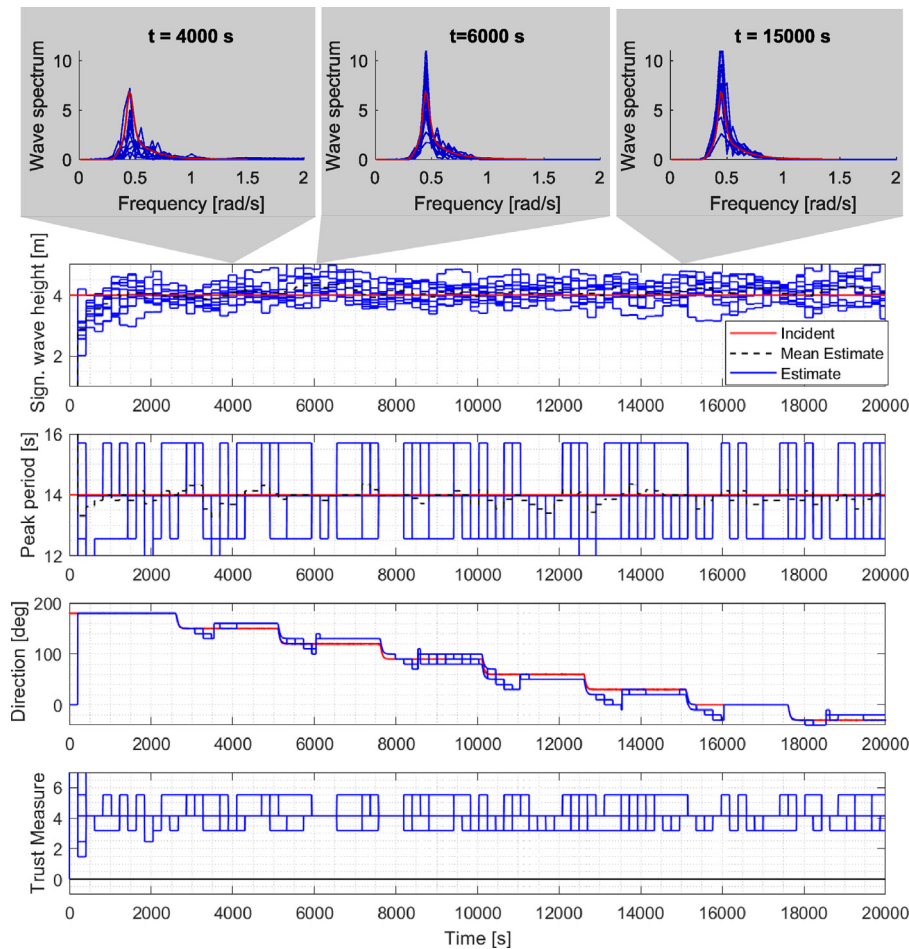 t = 4000 s
t=6000 s
t = 15000 s
Wave spectrum
10
5
0
0 0.5 1 1.5 2
Frequency [rad/s]
Wave spectrum
10
5
0
0 0.5 1 1.5 2
Frequency [rad/s]
Wave spectrum
10
5
0
0 0.5 1 1.5 2
Frequency [rad/s]
Sign. wave height [m]
4
2
Incident
Mean Estimate
Estimate
0 2000 4000 6000 8000 10000 12000 14000 16000 18000 20000
Peak period [s]
16
14
12
0 2000 4000 6000 8000 10000 12000 14000 16000 18000 20000
Direction [deg]
200
100
0
0 2000 4000 6000 8000 10000 12000 14000 16000 18000 20000
Trust Measure
6
4
2
0
0 2000 4000 6000 8000 10000 12000 14000 16000 18000 20000
Time [s]